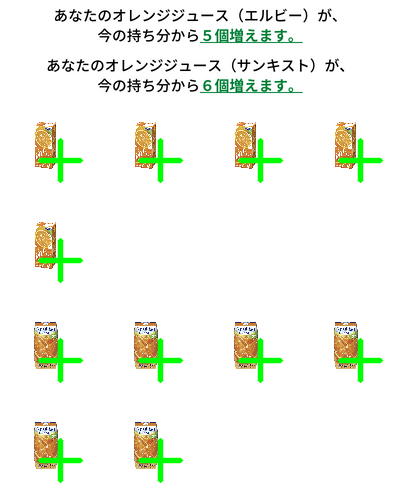 あなたのオレンジジュース（エルビー）が、
今の持ち分から５個増えます。
あなたのオレンジジュース（サンキスト）が、
今の持ち分から６個増えます。